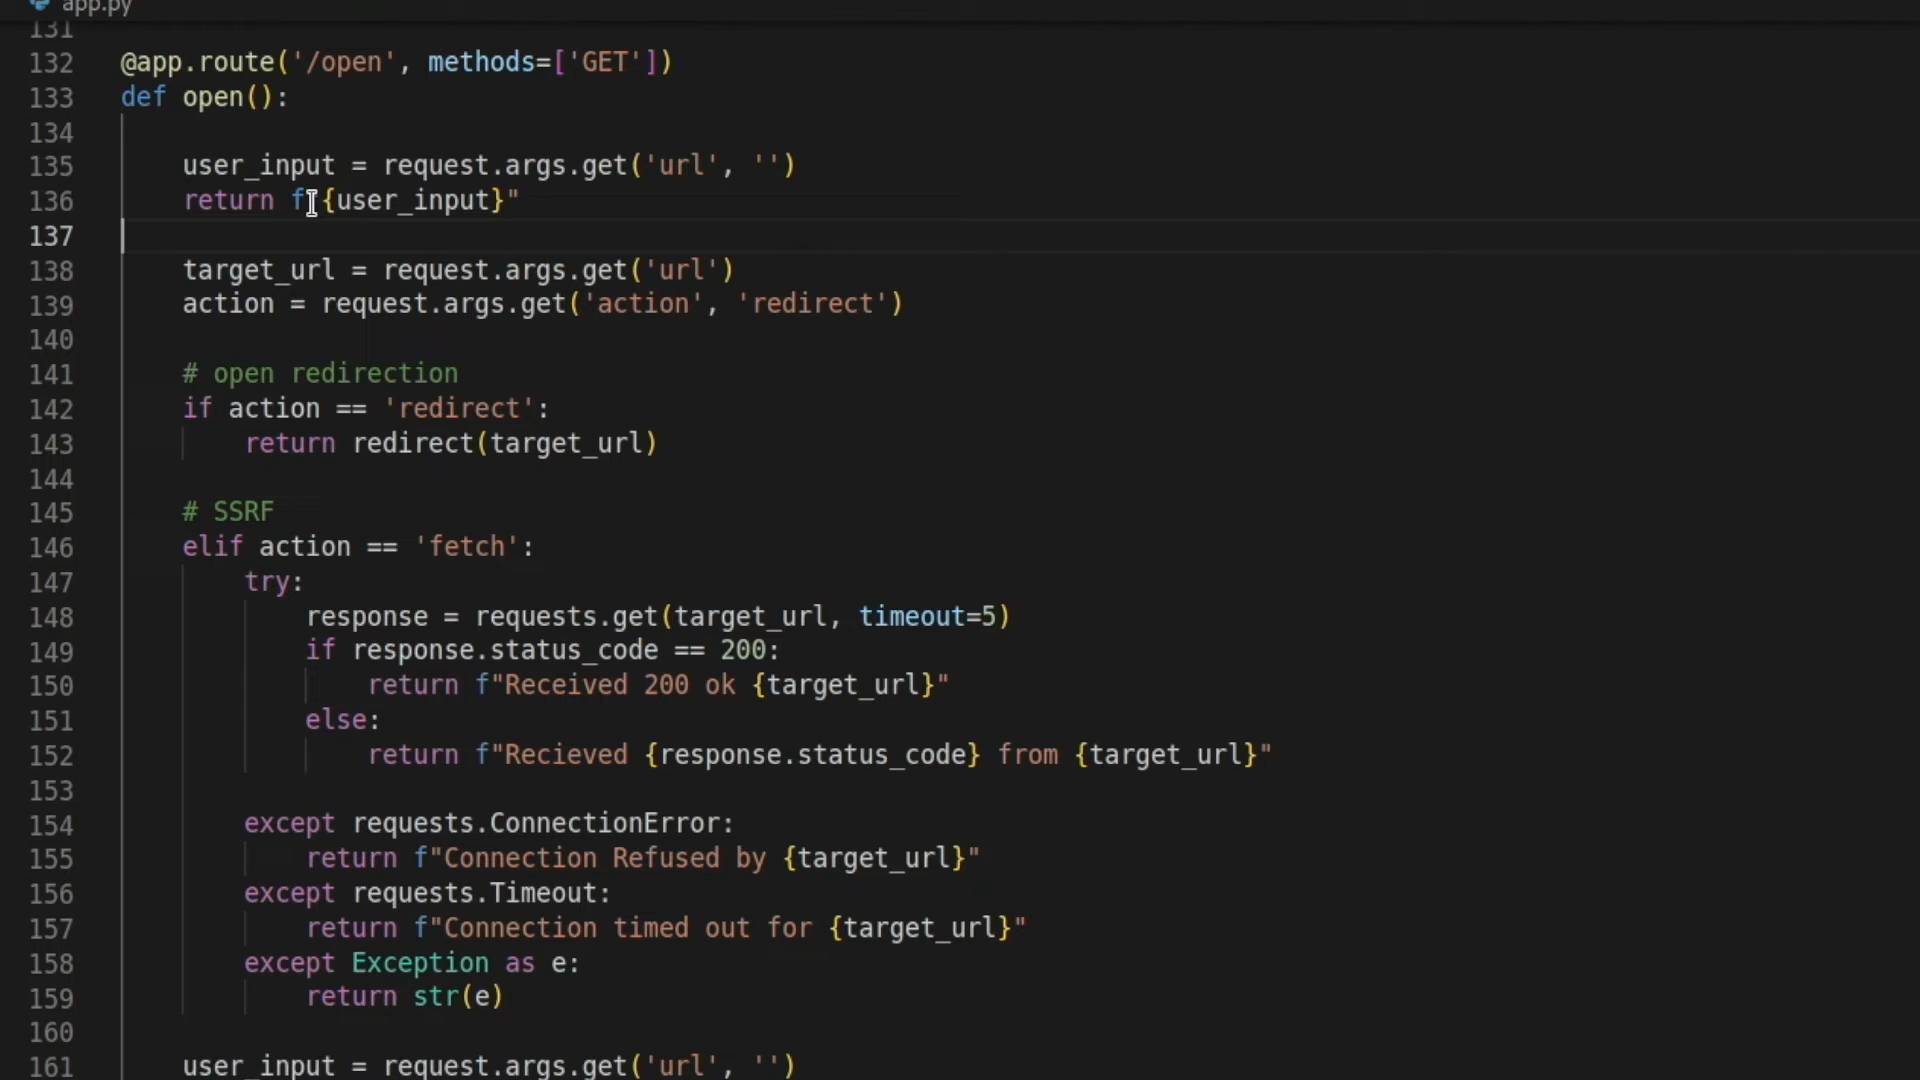 app.py
131
132 @app.route('/open', methods=['GET'])
133 def open():
134
135 user_input = request.args.get('url', '')
136 return f"{user_input}"
137
138 target_url = request.args.get('url')
139 action = request.args.get('action', 'redirect')
140
141 # open redirection
142 if action == 'redirect':
143 return redirect(target_url)
144
145 # SSRF
146 elif action == 'fetch':
147 try:
148 response = requests.get(target_url, timeout=5)
149 if response.status_code == 200:
150 return f"Received 200 ok {target_url}"
151 else:
152 return f"Recieved {response.status_code} from {target_url}"
153
154 except requests.ConnectionError:
155 return f"Connection Refused by {target_url}"
156 except requests.Timeout:
157 return f"Connection timed out for {target_url}"
158 except Exception as e:
159 return str(e)
160
161 user_input = request.args.get('url', '')